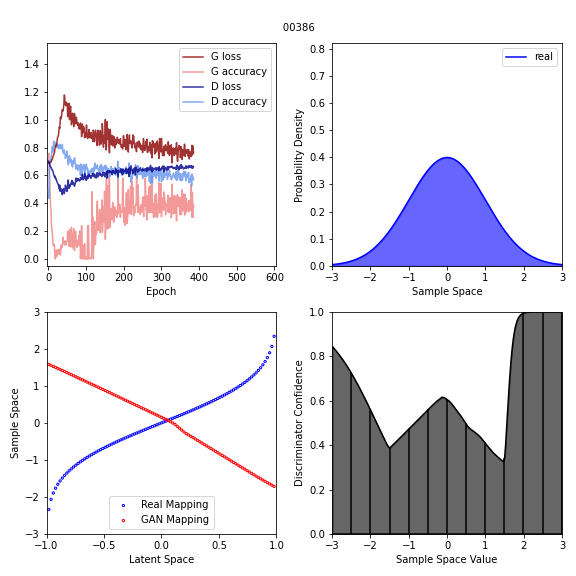 00386
1.4
1.2
1.0
0.8
0.6
0.4
0.2
0.0
0 100 200 300 400 500 600
Epoch
G loss
G accuracy
D loss
D accuracy
0.8
0.7
0.6
0.5
0.4
0.3
0.2
0.1
0.0
Probability Density
−3 −2 −1 0 1 2 3
Sample Space
real
3
2
1
0
−1
−2
−3
Sample Space
−1.0 −0.5 0.0 0.5 1.0
Latent Space
Real Mapping
GAN Mapping
1.0
0.8
0.6
0.4
0.2
0.0
Discriminator Confidence
−3 −2 −1 0 1 2 3
Sample Space Value